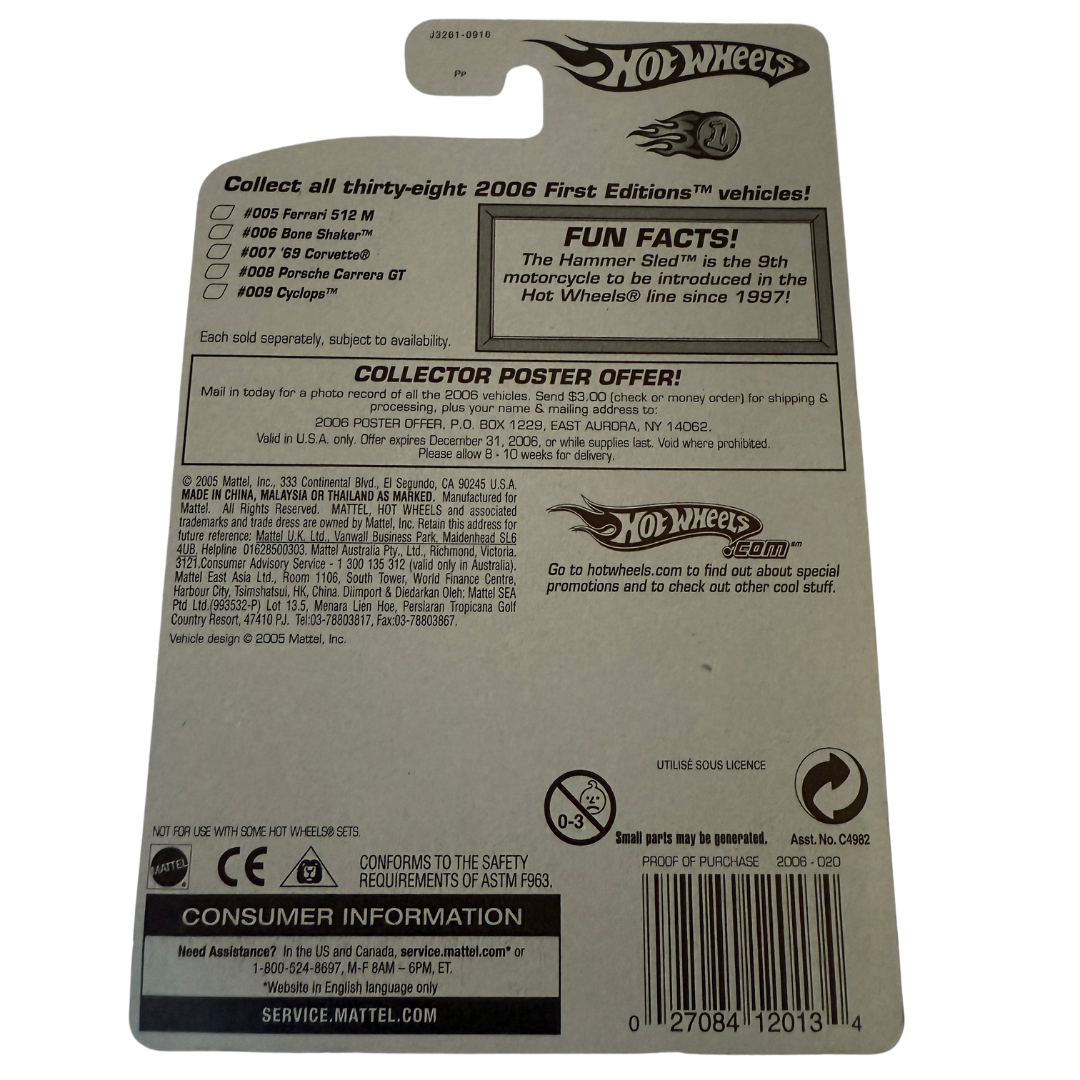 J3261-0910
Pp
HOT WHEELS
1
Collect all thirty-eight 2006 First Editions™ vehicles!
#005 Ferrari 512 M
#006 Bone Shaker™
#007 '69 Corvette®
#008 Porsche Carrera GT
#009 Cyclops™
Each sold separately, subject to availability.
FUN FACTS!
The Hammer Sled™ is the 9th
motorcycle to be introduced in the
Hot Wheels® line since 1997!
COLLECTOR POSTER OFFER!
Mail in today for a photo record of all the 2006 vehicles. Send $3.00 (check or money order) for shipping &
processing, plus your name & mailing address to:
2006 POSTER OFFER, P.O. BOX 1229, EAST AURORA, NY 14062.
Valid in U.S.A. only. Offer expires December 31, 2006, or while supplies last. Void where prohibited.
Please allow 8 - 10 weeks for delivery.
© 2005 Mattel, Inc., 333 Continental Blvd., El Segundo, CA 90245 U.S.A.
MADE IN CHINA, MALAYSIA OR THAILAND AS MARKED. Manufactured for
Mattel. All Rights Reserved. MATTEL, HOT WHEELS and associated
trademarks and trade dress are owned by Mattel, Inc. Retain this address for
future reference: Mattel U.K. Ltd., Vanwall Business Park, Maidenhead SL6
4UB. Helpline 01628500303. Mattel Australia Pty., Ltd., Richmond, Victoria.
3121.Consumer Advisory Service - 1 300 135 312 (valid only in Australia).
Mattel East Asia Ltd., Room 1106, South Tower, World Finance Centre,
Harbour City, Tsimshatsui, HK, China. Diimport & Diedarkan Oleh: Mattel SEA
Ptd Ltd.(993532-P) Lot 13.5, Menara Lien Hoe, Persiaran Tropicana Golf
Country Resort, 47410 PJ. Tel:03-78803817, Fax:03-78803867.
Vehicle design © 2005 Mattel, Inc.
HOT WHEELS
.COM℠
Go to hotwheels.com to find out about special
promotions and to check out other cool stuff.
UTILISÉ SOUS LICENCE
0-3
Small parts may be generated.
Asst. No. C4982
PROOF OF PURCHASE 2006 - 020
0 27084 12013 4
NOT FOR USE WITH SOME HOT WHEELS® SETS.
MATTEL
CE
CONFORMS TO THE SAFETY
REQUIREMENTS OF ASTM F963.
CONSUMER INFORMATION
Need Assistance? In the US and Canada, service.mattel.com* or
1-800-524-8697, M-F 8AM – 6PM, ET.
*Website in English language only
SERVICE.MATTEL.COM